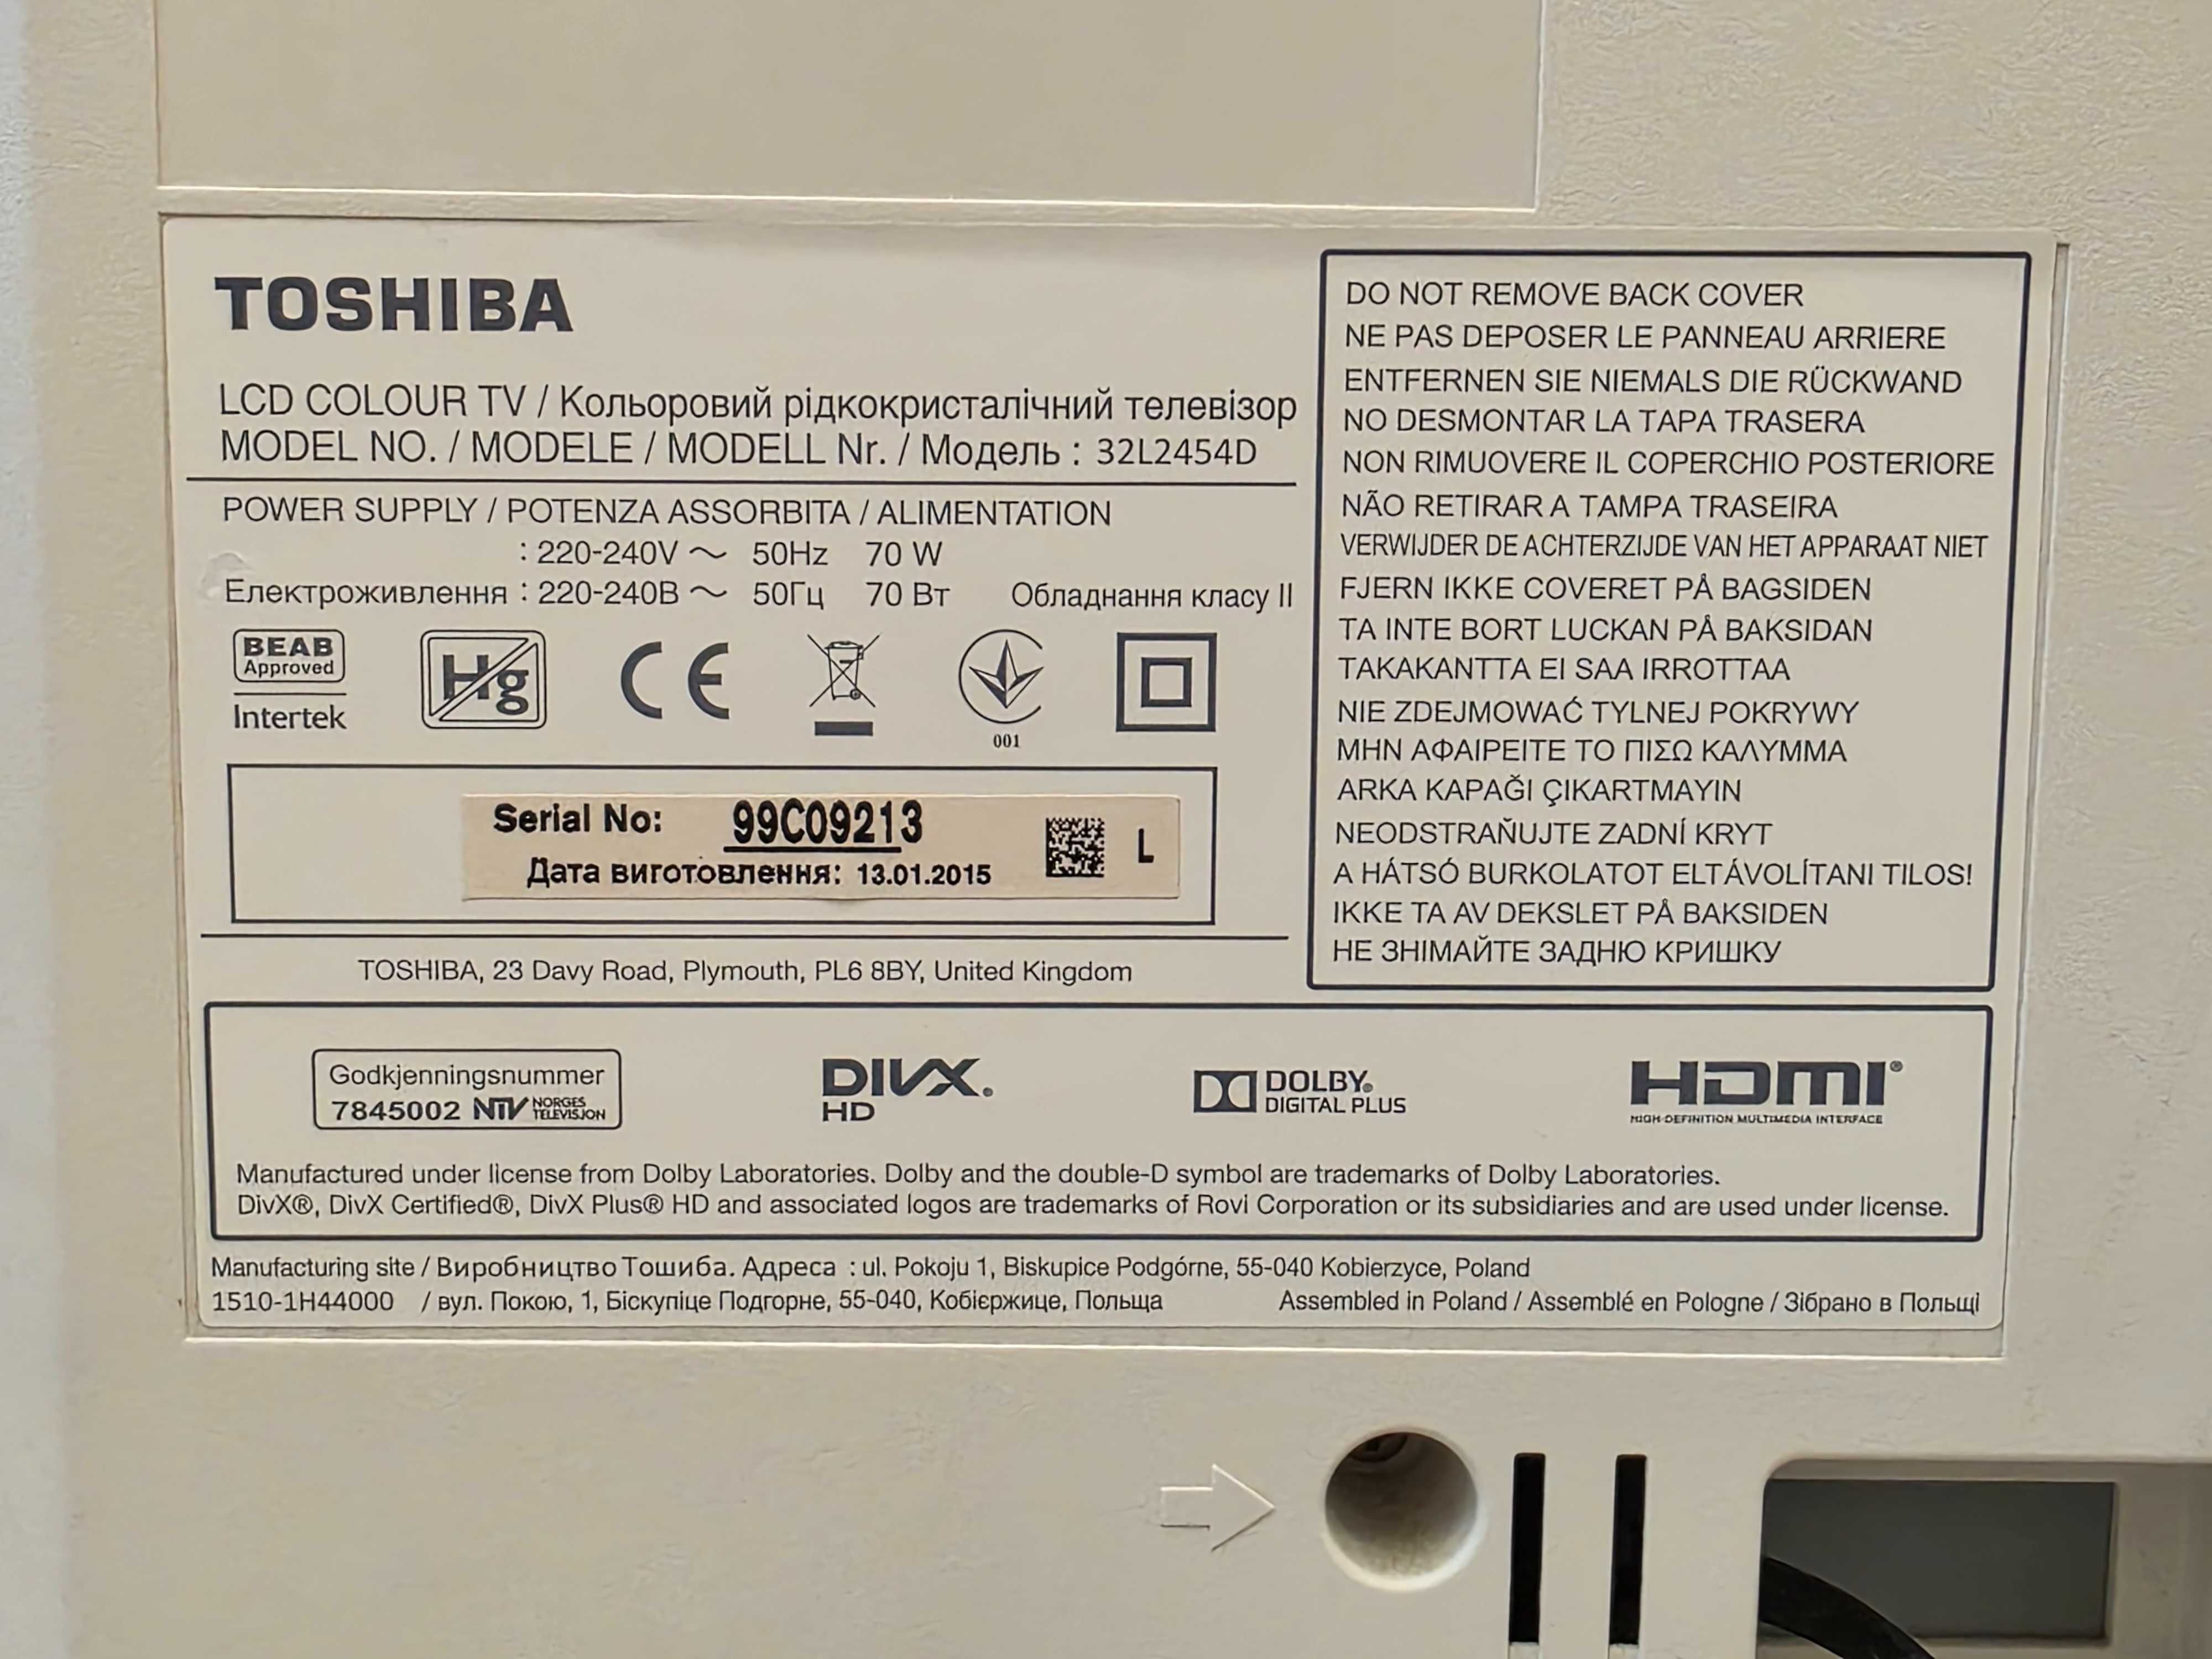 TOSHIBA
LCD COLOUR TV / Кольоровий рідкокристалічний телевізор
MODEL NO. / MODELE / MODELL Nr. / Модель : 32L2454D
POWER SUPPLY / POTENZA ASSORBITA / ALIMENTATION
: 220-240V ~ 50Hz 70 W
Електроживлення : 220-240В ~ 50Гц 70 Вт Обладнання класу II
BEAB
Approved
Intertek
Hg
CE
001
Serial No: 99C09213
Дата виготовлення: 13.01.2015
L
TOSHIBA, 23 Davy Road, Plymouth, PL6 8BY, United Kingdom
DO NOT REMOVE BACK COVER
NE PAS DEPOSER LE PANNEAU ARRIERE
ENTFERNEN SIE NIEMALS DIE RÜCKWAND
NO DESMONTAR LA TAPA TRASERA
NON RIMUOVERE IL COPERCHIO POSTERIORE
NÃO RETIRAR A TAMPA TRASEIRA
VERWIJDER DE ACHTERZIJDE VAN HET APPARAAT NIET
FJERN IKKE COVERET PÅ BAGSIDEN
TA INTE BORT LUCKAN PÅ BAKSIDAN
TAKAKANTTA EI SAA IRROTTAA
NIE ZDEJMOWAĆ TYLNEJ POKRYWY
ΜΗΝ ΑΦΑΙΡΕΙΤΕ ΤΟ ΠΙΣΩ ΚΑΛΥΜΜΑ
ARKA KAPAĞI ÇIKARTMAYIN
NEODSTRAŇUJTE ZADNÍ KRYT
A HÁTSÓ BURKOLATOT ELTÁVOLÍTANI TILOS!
IKKE TA AV DEKSLET PÅ BAKSIDEN
НЕ ЗНІМАЙТЕ ЗАДНЮ КРИШКУ
Godkjenningsnummer
7845002 NTV NORGES TELEVISJON
DIVX.
HD
DOLBY®
DIGITAL PLUS
HDMI®
HIGH-DEFINITION MULTIMEDIA INTERFACE
Manufactured under license from Dolby Laboratories. Dolby and the double-D symbol are trademarks of Dolby Laboratories.
DivX®, DivX Certified®, DivX Plus® HD and associated logos are trademarks of Rovi Corporation or its subsidiaries and are used under license.
Manufacturing site / Виробництво Тошиба. Адреса : ul. Pokoju 1, Biskupice Podgórne, 55-040 Kobierzyce, Poland
1510-1H44000 / вул. Покою, 1, Біскупіце Подгорне, 55-040, Кобієржице, Польща Assembled in Poland / Assemblé en Pologne / Зібрано в Польщі